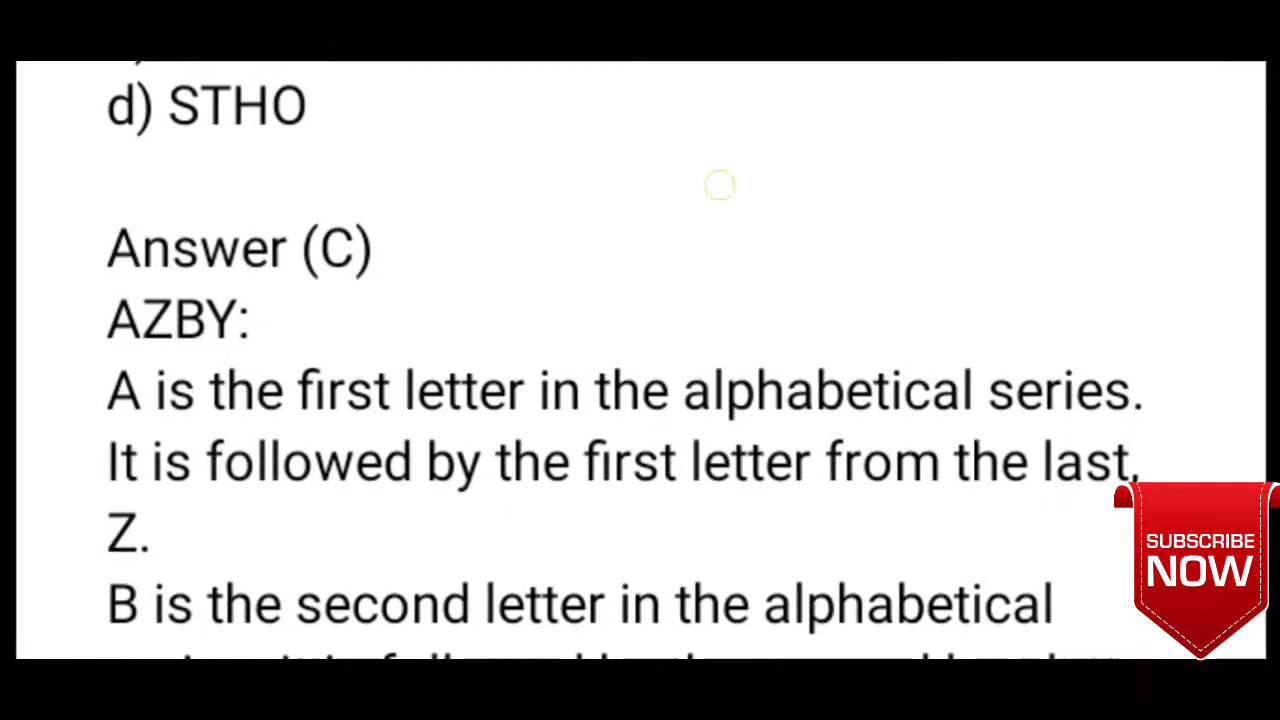 d) STHO
Answer (C)
AZBY:
A is the first letter in the alphabetical series.
It is followed by the first letter from the last,
Z.
SUBSCRIBE
NOW
B is the second letter in the alphabetical